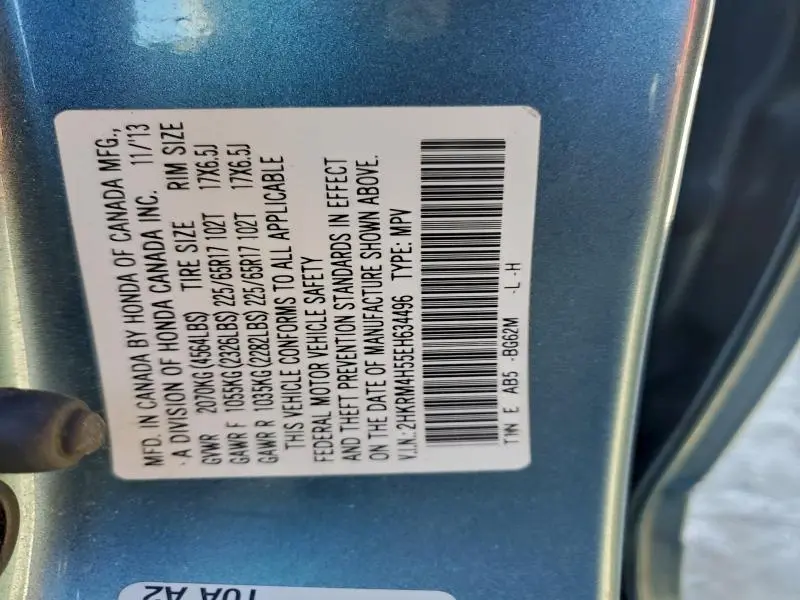 MFD. IN CANADA BY HONDA OF CANADA MFG.,
A DIVISION OF HONDA CANADA INC. 11/13
GVWR 2070KG(4564LBS) TIRE SIZE RIM SIZE
GAWR F 1055KG(2326LBS) 225/65R17 102T 17X6.5J
GAWR R 1035KG(2282LBS) 225/65R17 102T 17X6.5J
THIS VEHICLE CONFORMS TO ALL APPLICABLE
FEDERAL MOTOR VEHICLE SAFETY
AND THEFT PREVENTION STANDARDS IN EFFECT
ON THE DATE OF MANUFACTURE SHOWN ABOVE.
V.I.N.: 2HKRM4H55EH634496 TYPE: MPV
T1N E AB5 -BG62M -L -H
T0A A2